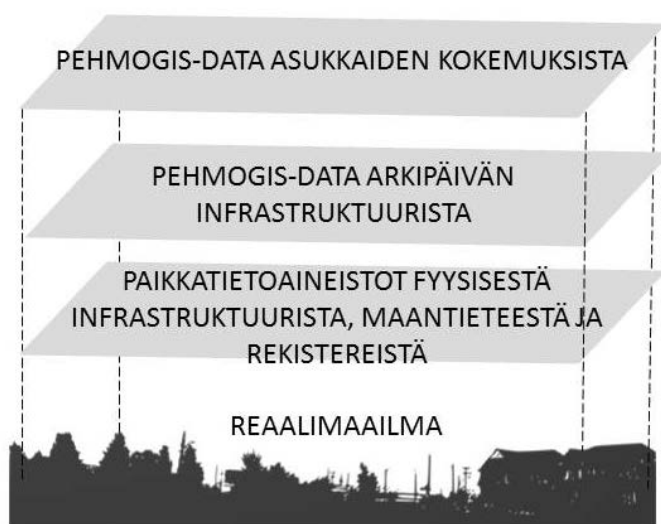 PEHMOGIS-DATA ASUKKAIDEN KOKEMUKSISTA
PEHMOGIS-DATA ARKIPÄIVÄN
INFRASTRUKTUURISTA
PAIKKATIETOAINEISTOT FYYSISESTÄ
INFRASTRUKTUURISTA, MAANTIETEESTÄ JA
REKISTEREISTÄ
REAALIMAAILMA